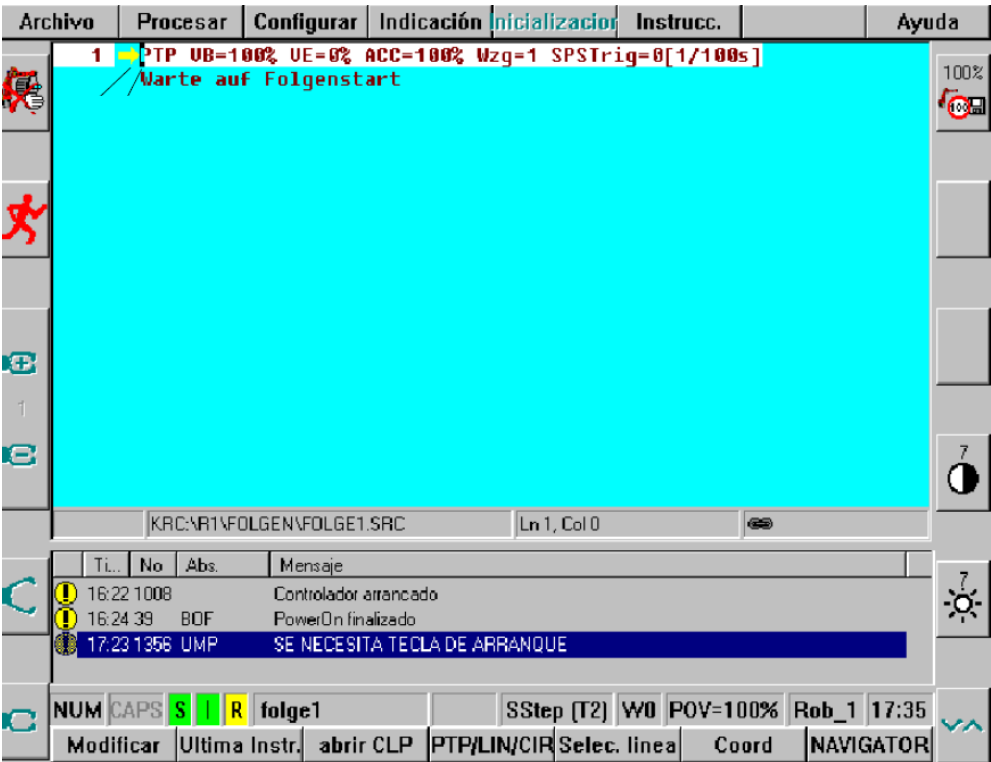 Archivo Procesar Configurar Indicación Inicializacion Instrucc. Ayuda
1 PTP VB=100% VE=0% ACC=100% Wzg=1 SPSTrig=0[1/100s]
Warte auf Folgenstart
100%
100
1
7
KRC:\R1\FOLGEN\FOLGE1.SRC Ln 1, Col 0
Ti... No Abs. Mensaje
16:22 1008 Controlador arrancado
16:24 39 BOF PowerOn finalizado
17:23 1356 UMP SE NECESITA TECLA DE ARRANQUE
7
NUM CAPS S I R folge1 SStep (T2) W0 POV=100% Rob_1 17:35
Modificar Ultima Instr. abrir CLP PTP/LIN/CIR Selec. linea Coord NAVIGATOR